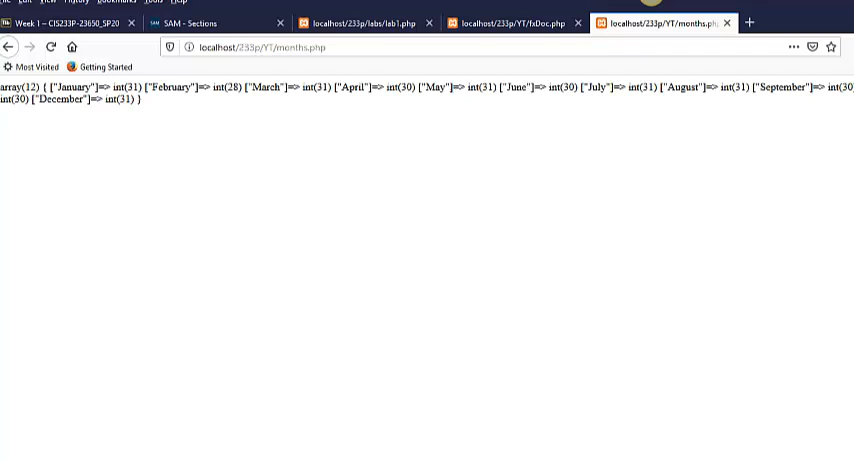 Week 1 – CIS233P-23650_SP20
SAM - Sections
localhost/233p/labs/lab1.php
localhost/233p/YT/fxDoc.php
localhost/233p/YT/months.ph
localhost/233p/YT/months.php
Most Visited Getting Started
array(12) { ["January"]=> int(31) ["February"]=> int(28) ["March"]=> int(31) ["April"]=> int(30) ["May"]=> int(31) ["June"]=> int(30) ["July"]=> int(31) ["August"]=> int(31) ["September"]=> int(30
int(30) ["December"]=> int(31) }